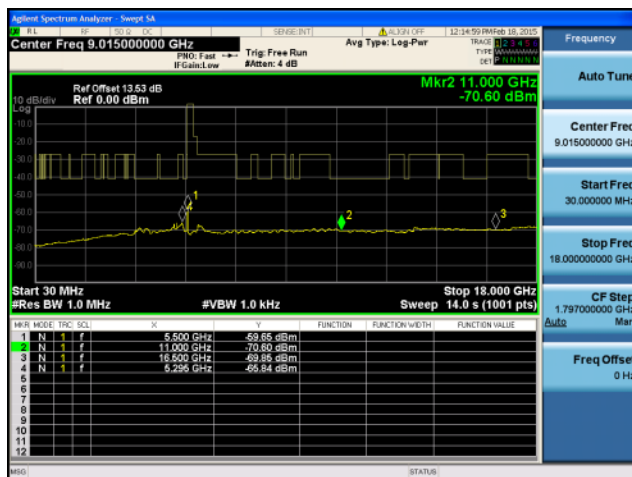 Agilent Spectrum Analyzer - Swept SA
RL RF 50 Ω DC SENSE:INT ALIGN OFF 12:14:59 PM Feb 18, 2015
Center Freq 9.015000000 GHz
PNO: Fast Trig: Free Run Avg Type: Log-Pwr TRACE 1 2 3 4 5 6
IFGain:Low #Atten: 4 dB TYPE
DET P N N N N N
Ref Offset 13.53 dB Mkr2 11.000 GHz
10 dB/div Ref 0.00 dBm -70.60 dBm
Log
-10.0
-20.0
-30.0
-40.0
-50.0
-60.0
-70.0
-80.0
-90.0
1
4
2
3
Start 30 MHz Stop 18.000 GHz
#Res BW 1.0 MHz #VBW 1.0 kHz Sweep 14.0 s (1001 pts)
MKR MODE TRC SCL X Y FUNCTION FUNCTION WIDTH FUNCTION VALUE
1 N 1 f 5.500 GHz -59.65 dBm
2 N 1 f 11.000 GHz -70.60 dBm
3 N 1 f 16.500 GHz -69.85 dBm
4 N 1 f 5.295 GHz -65.84 dBm
5
6
7
8
9
10
11
12
MSG STATUS
Frequency
Auto Tune
Center Freq
9.015000000 GHz
Start Freq
30.000000 MHz
Stop Freq
18.000000000 GHz
CF Step
1.797000000 GHz
Auto Man
Freq Offset
0 Hz